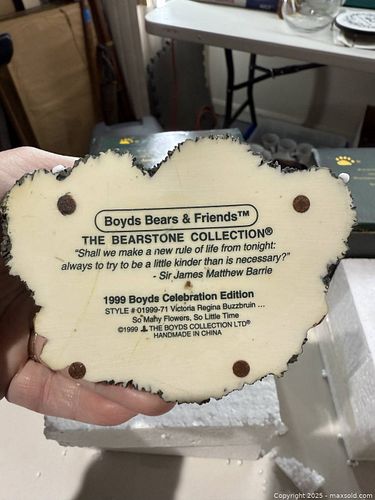 Boyds Bears & Friends™
THE BEARSTONE COLLECTION®
"Shall we make a new rule of life from tonight:
always to try to be a little kinder than is necessary?"
- Sir James Matthew Barrie
1999 Boyds Celebration Edition
STYLE # 01999-71 Victoria Regina Buzzbruin ...
So Many Flowers, So Little Time
©1999 THE BOYDS COLLECTION LTD®
HANDMADE IN CHINA
Copyright 2025 - maxsold.com